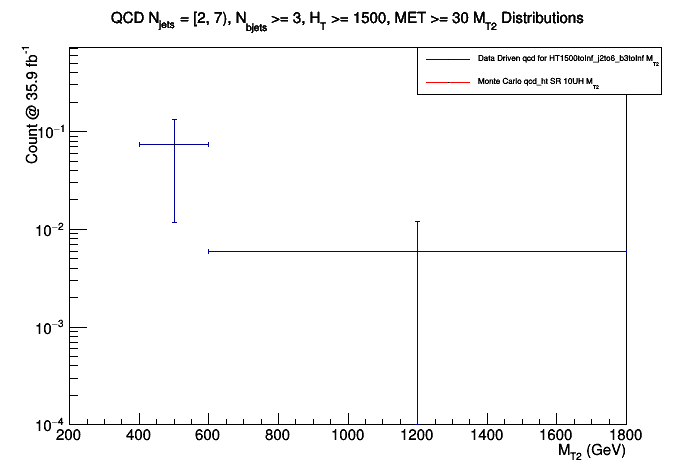 QCD N_jets = [2, 7), N_bjets >= 3, H_T >= 1500, MET >= 30 M_T2 Distributions
Data Driven qcd for HT1500toInf_j2to6_b3toInf M_T2
Monte Carlo qcd_ht SR 10UH M_T2
Count @ 35.9 fb^-1
10^-1
10^-2
10^-3
10^-4
200 400 600 800 1000 1200 1400 1600 1800
M_T2 (GeV)